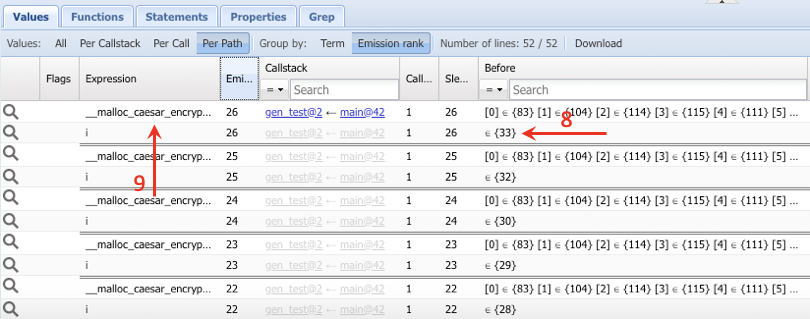 Values Functions Statements Properties Grep
Values: All Per Callstack Per Call Per Path Group by: Term Emission rank Number of lines: 52 / 52 Download
Flags Expression Emi... Callstack Call... Sle... Before
= Search = Search
__malloc_caesar_encryp... 26 gen_test@2 ← main@42 1 26 [0] ∈ {83} [1] ∈ {104} [2] ∈ {114} [3] ∈ {115} [4] ∈ {111} [5] ...
i 26 gen_test@2 ← main@42 1 26 ∈ {33}
8
__malloc_caesar_encryp... 25 gen_test@2 ← main@42 1 25 [0] ∈ {83} [1] ∈ {104} [2] ∈ {114} [3] ∈ {115} [4] ∈ {111} [5] ...
i 25 gen_test@2 ← main@42 1 25 ∈ {32}
9
__malloc_caesar_encryp... 24 gen_test@2 ← main@42 1 24 [0] ∈ {83} [1] ∈ {104} [2] ∈ {114} [3] ∈ {115} [4] ∈ {111} [5] ...
i 24 gen_test@2 ← main@42 1 24 ∈ {30}
__malloc_caesar_encryp... 23 gen_test@2 ← main@42 1 23 [0] ∈ {83} [1] ∈ {104} [2] ∈ {114} [3] ∈ {115} [4] ∈ {111} [5] ...
i 23 gen_test@2 ← main@42 1 23 ∈ {29}
__malloc_caesar_encryp... 22 gen_test@2 ← main@42 1 22 [0] ∈ {83} [1] ∈ {104} [2] ∈ {114} [3] ∈ {115} [4] ∈ {111} [5] ...
i 22 gen_test@2 ← main@42 1 22 ∈ {28}